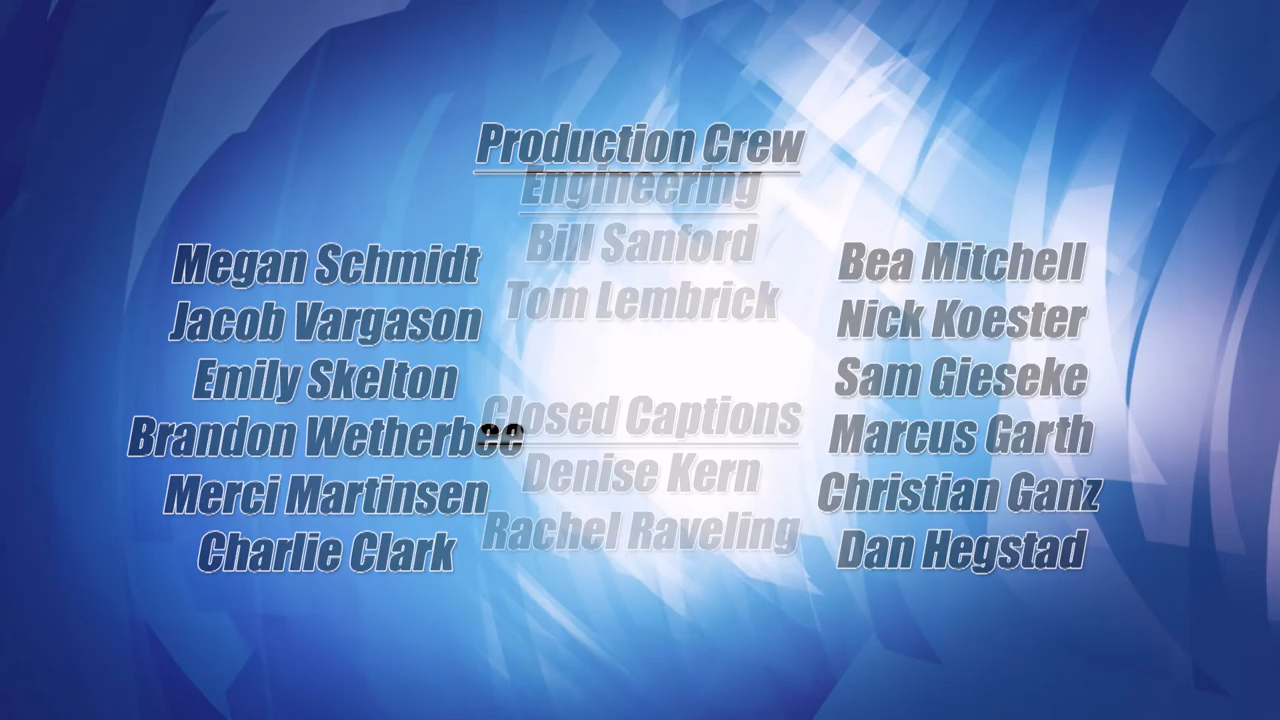 Production Crew
Engineering
Bill Sanford
Tom Lembrick
Megan Schmidt
Jacob Vargason
Emily Skelton
Brandon Wetherbee
Merci Martinsen
Charlie Clark
Closed Captions
Denise Kern
Rachel Raveling
Bea Mitchell
Nick Koester
Sam Gieseke
Marcus Garth
Christian Ganz
Dan Hegstad